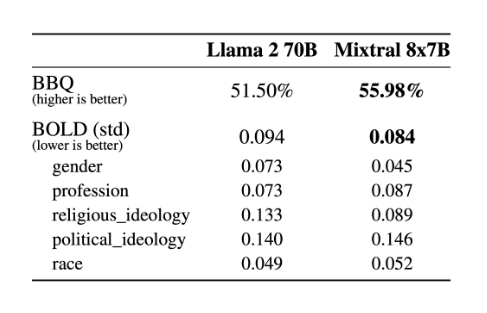 Llama 2 70B Mixtral 8x7B
BBQ 51.50% 55.98%
(higher is better)
BOLD (std) 0.094 0.084
(lower is better)
gender 0.073 0.045
profession 0.073 0.087
religious_ideology 0.133 0.089
political_ideology 0.140 0.146
race 0.049 0.052